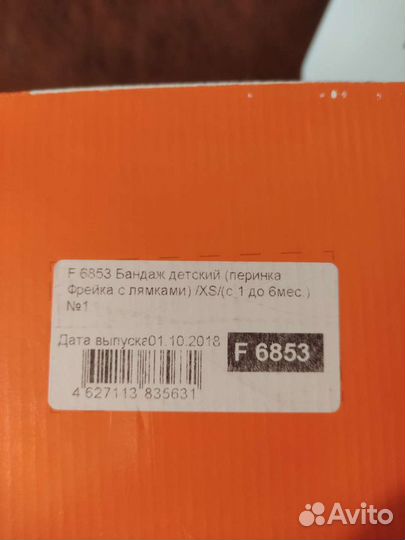 F 6853 Бандаж детский (перинка
Фрейка с лямками) /XS/(с 1 до 6мес.)
№1
Дата выпуска01.10.2018
F 6853
4 627113 835631
Avito